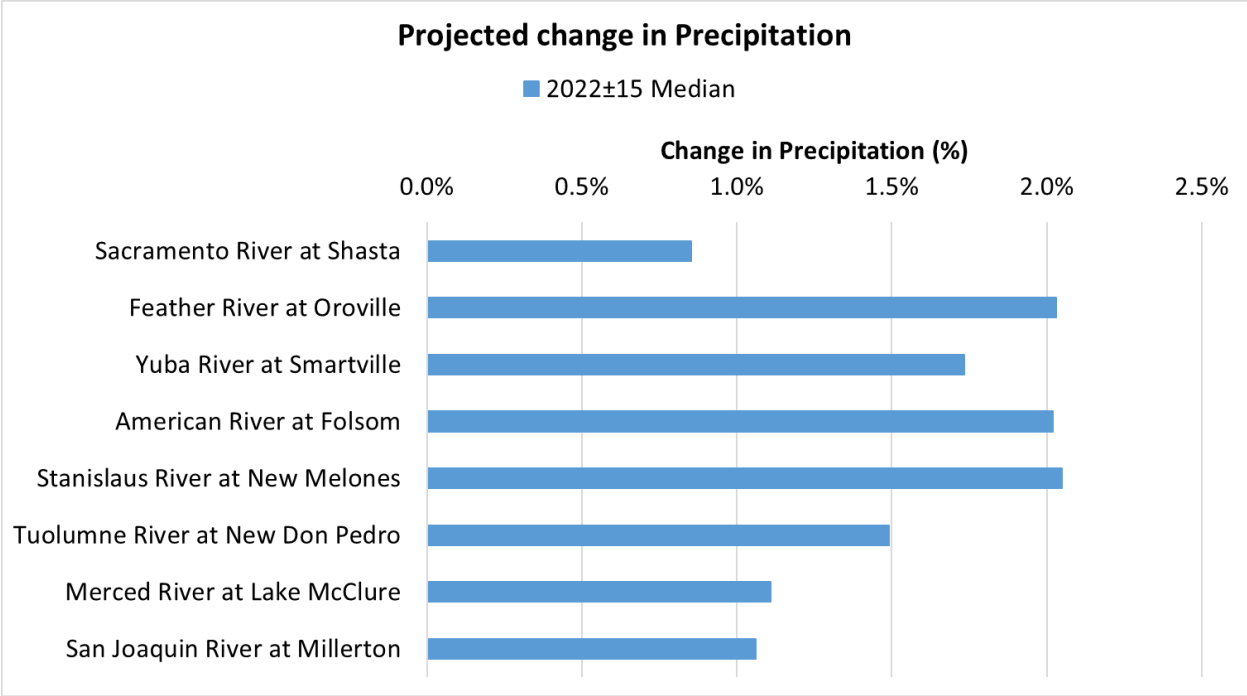 Projected change in Precipitation
2022±15 Median
Change in Precipitation (%)
0.0% 0.5% 1.0% 1.5% 2.0% 2.5%
Sacramento River at Shasta
Feather River at Oroville
Yuba River at Smartville
American River at Folsom
Stanislaus River at New Melones
Tuolumne River at New Don Pedro
Merced River at Lake McClure
San Joaquin River at Millerton